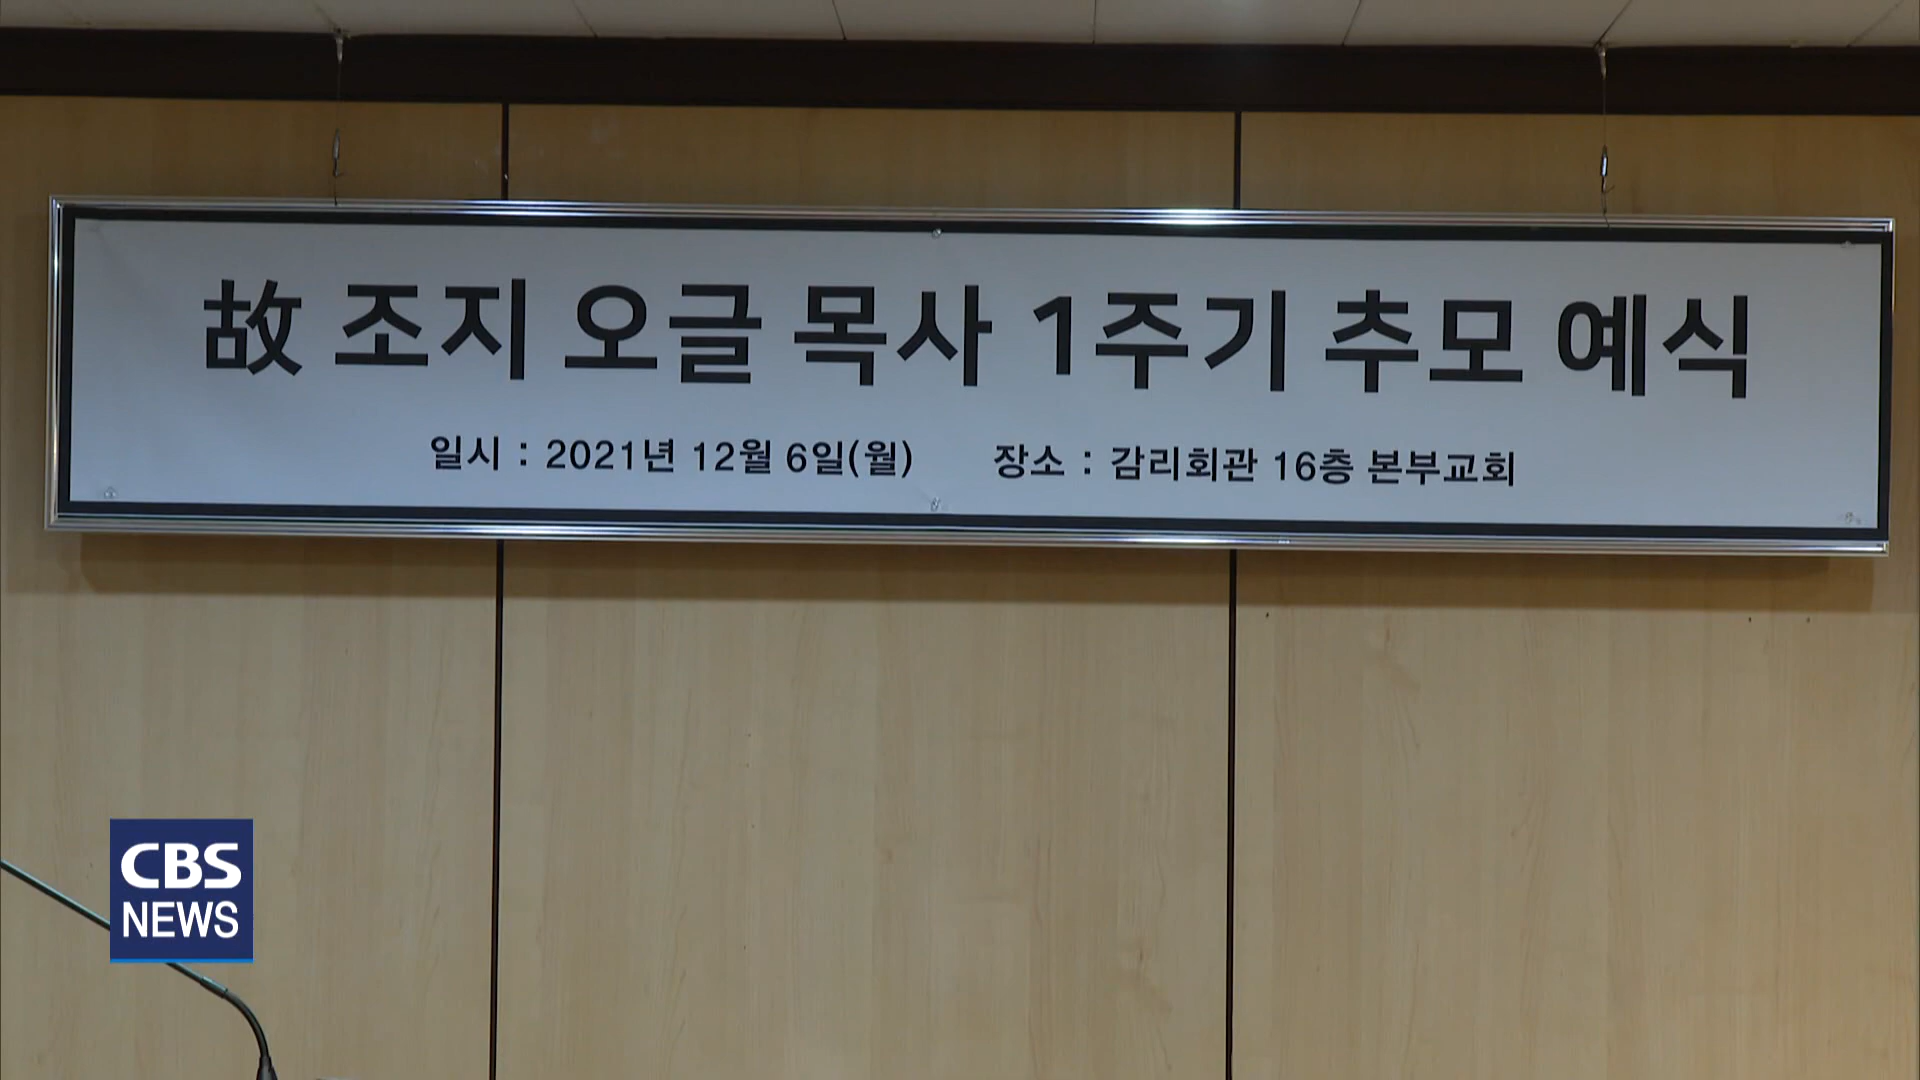 故 조지 오글 목사 1주기 추모 예식
일시 : 2021년 12월 6일(월) 장소 : 감리회관 16층 본부교회
CBS
NEWS